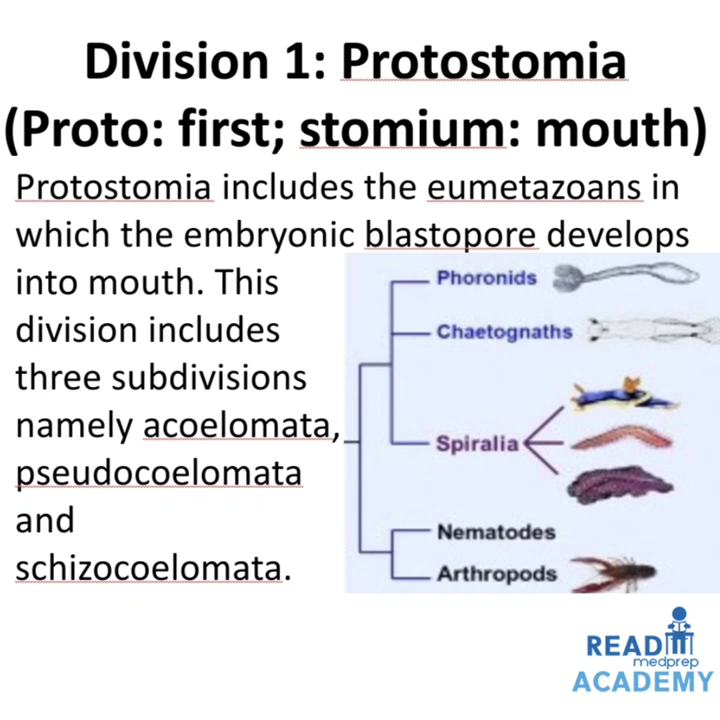 Division 1: Protostomia
(Proto: first; stomium: mouth)
Protostomia includes the eumetazoans in
which the embryonic blastopore develops
into mouth. This
division includes
three subdivisions
namely acoelomata,
pseudocoelomata
and
schizocoelomata.
Phoronids
Chaetognaths
Spiralia
Nematodes
Arthropods
READ
medprep
ACADEMY